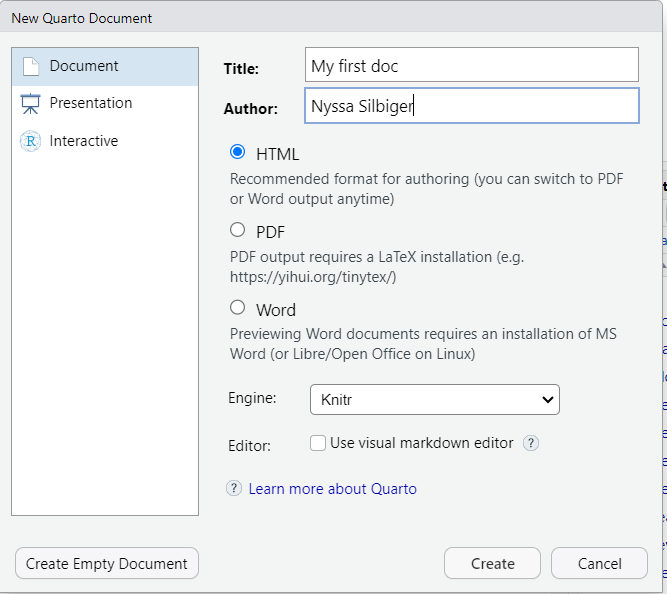 New Quarto Document
Document
Presentation
Interactive
Title: My first doc
Author: Nyssa Silbiger
HTML
Recommended format for authoring (you can switch to PDF
or Word output anytime)
PDF
PDF output requires a LaTeX installation (e.g.
https://yihui.org/tinytex/)
Word
Previewing Word documents requires an installation of MS
Word (or Libre/Open Office on Linux)
Engine: Knitr
Editor: Use visual markdown editor ?
? Learn more about Quarto
Create Empty Document
Create
Cancel